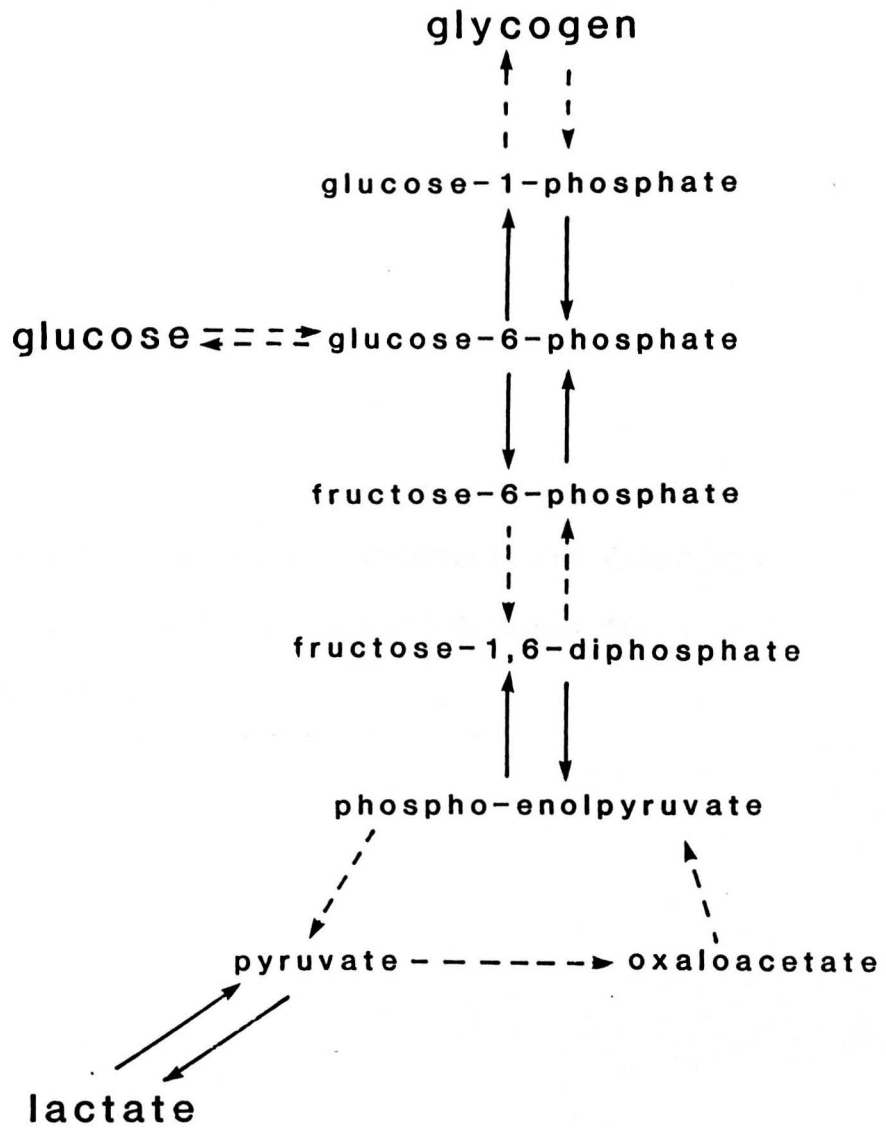 glycogen
glucose-1-phosphate
glucose glucose-6-phosphate
fructose-6-phosphate
fructose-1,6-diphosphate
phospho-enolpyruvate
pyruvate oxaloacetate
lactate